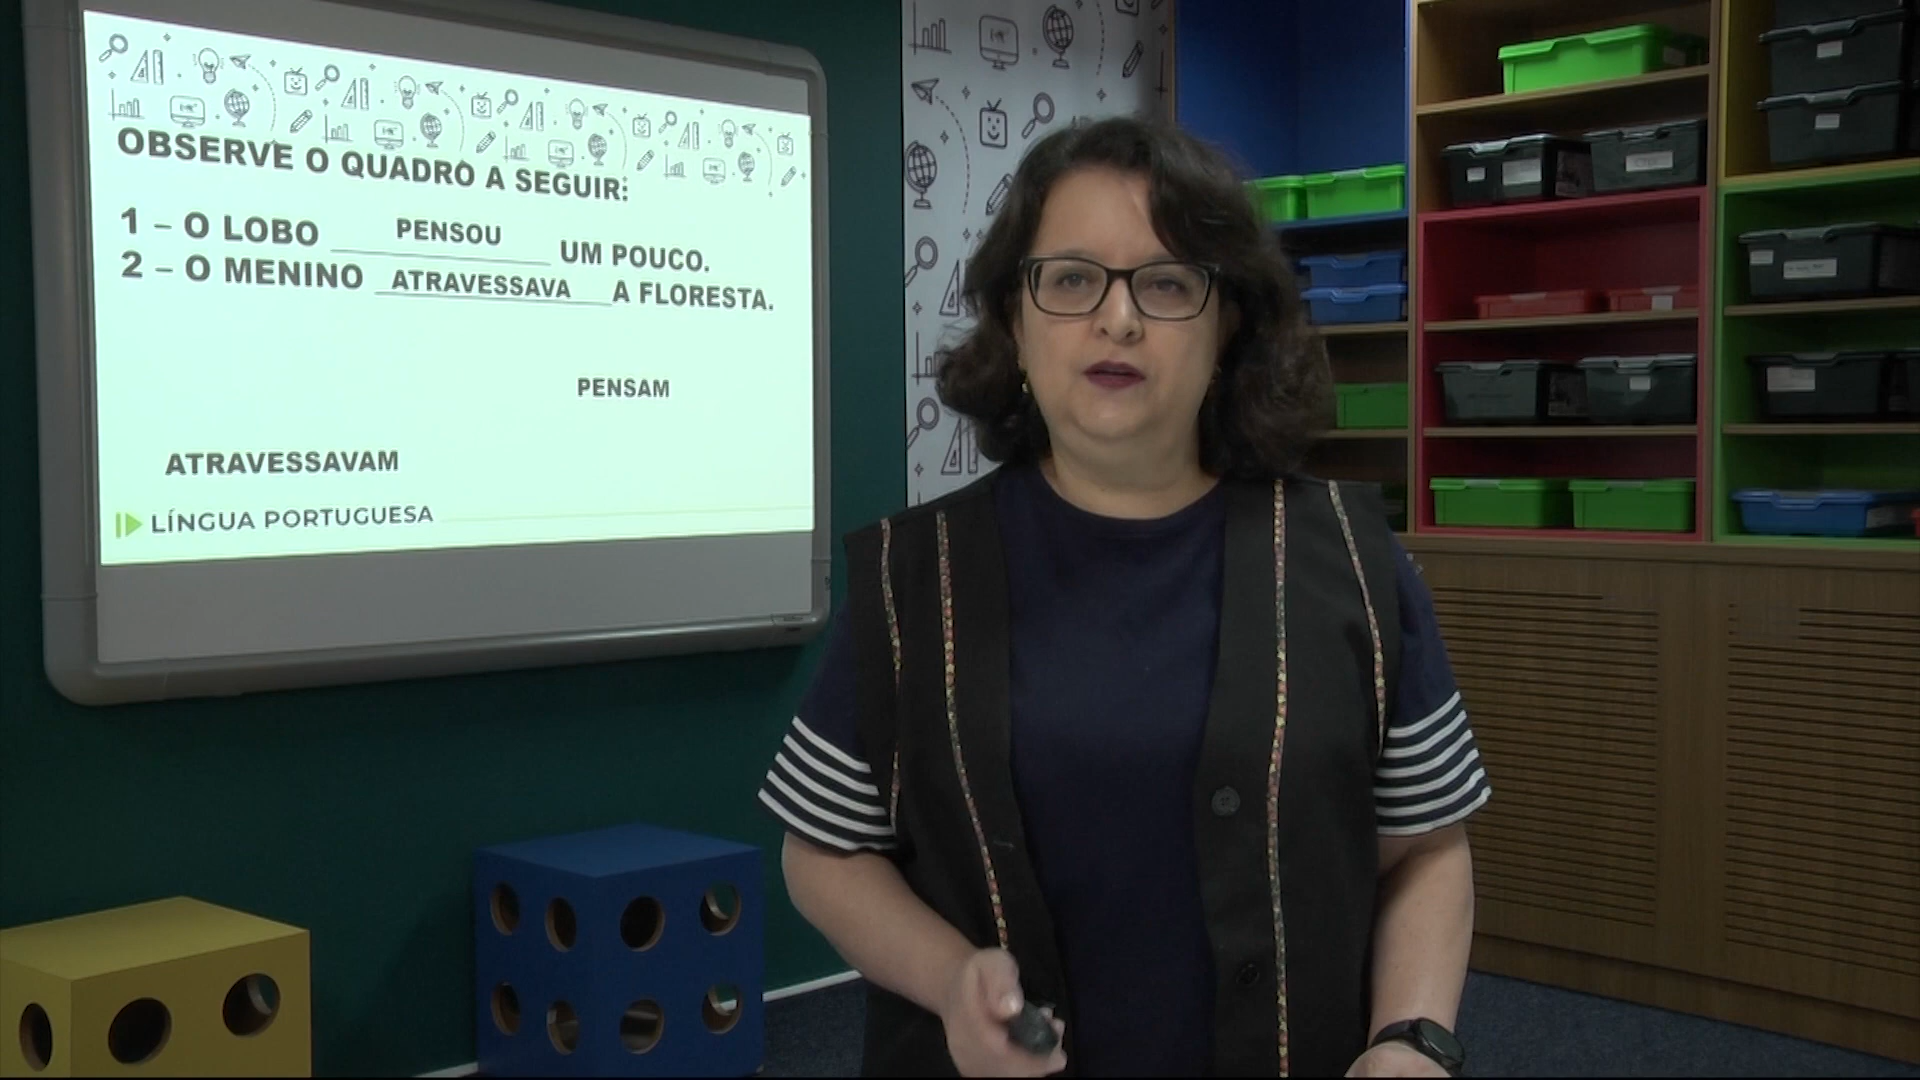 OBSERVE O QUADRO A SEGUIR:
1 – O LOBO PENSOU UM POUCO.
2 – O MENINO ATRAVESSAVA A FLORESTA.
PENSAM
ATRAVESSAVAM
LÍNGUA PORTUGUESA